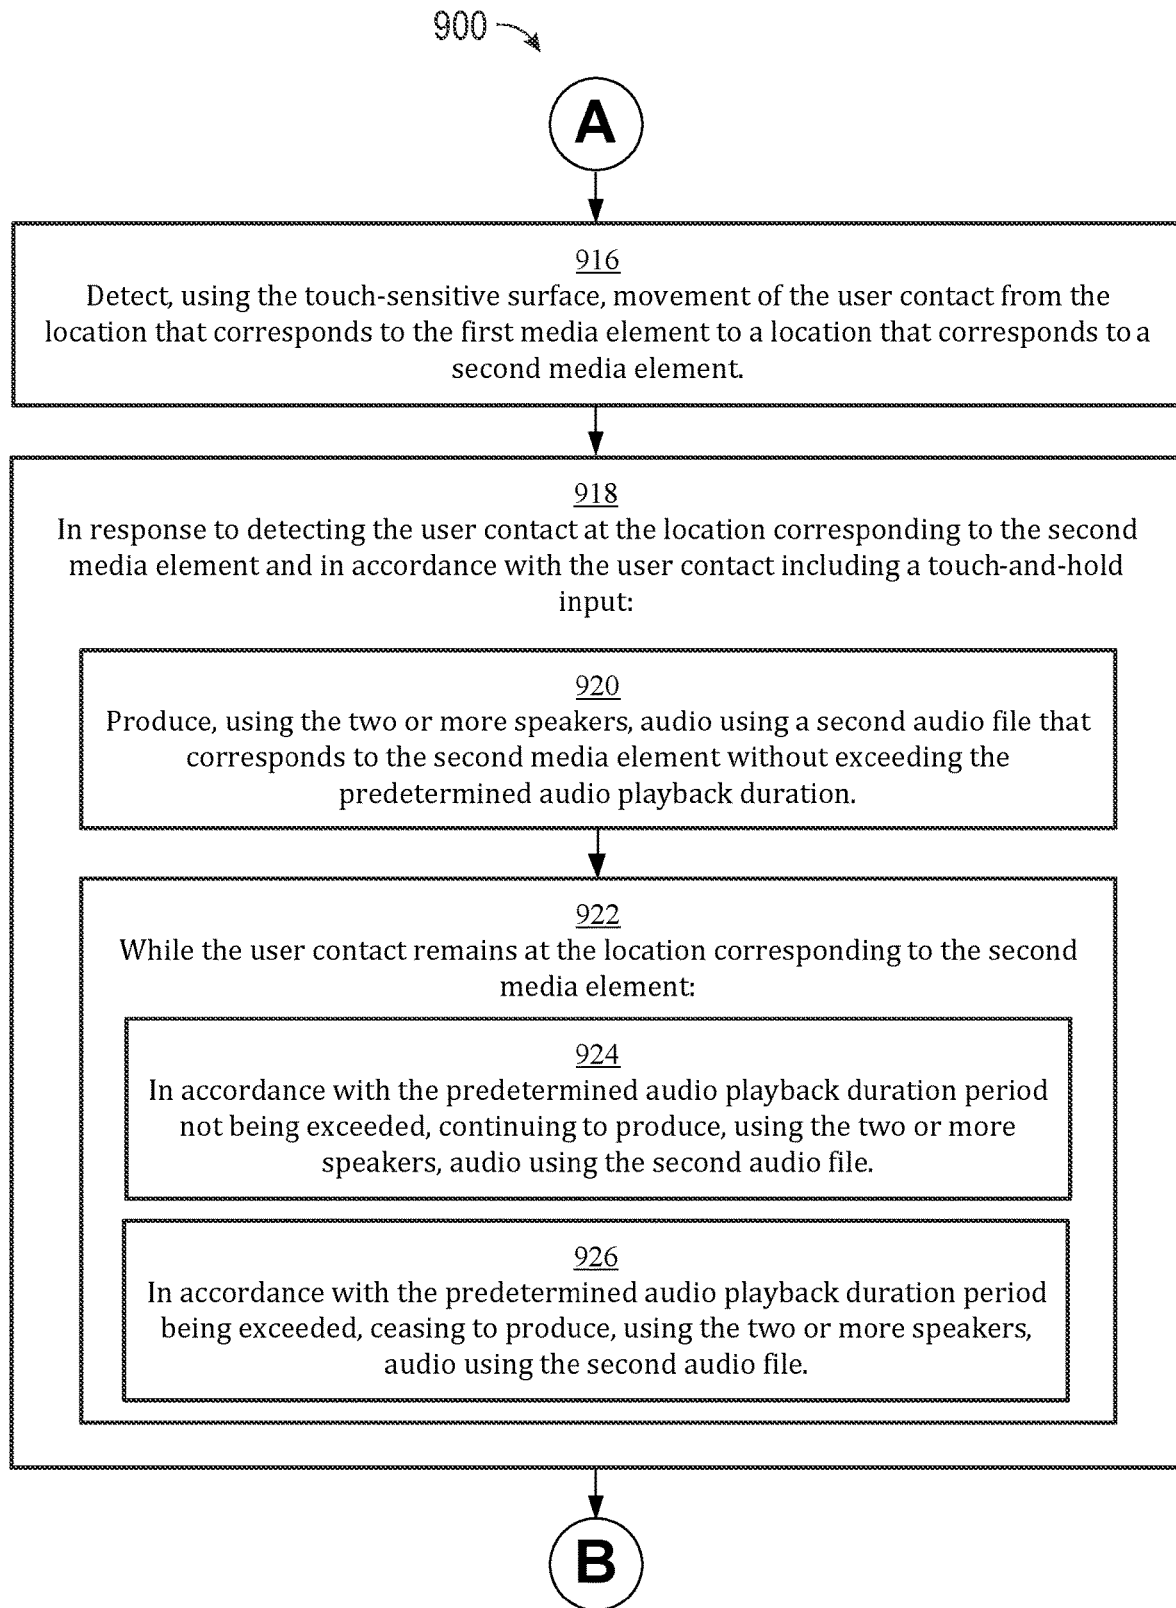 900
A
916
Detect, using the touch-sensitive surface, movement of the user contact from the
location that corresponds to the first media element to a location that corresponds to a
second media element.
918
In response to detecting the user contact at the location corresponding to the second
media element and in accordance with the user contact including a touch-and-hold
input:
920
Produce, using the two or more speakers, audio using a second audio file that
corresponds to the second media element without exceeding the
predetermined audio playback duration.
922
While the user contact remains at the location corresponding to the second
media element:
924
In accordance with the predetermined audio playback duration period
not being exceeded, continuing to produce, using the two or more
speakers, audio using the second audio file.
926
In accordance with the predetermined audio playback duration period
being exceeded, ceasing to produce, using the two or more speakers,
audio using the second audio file.
B